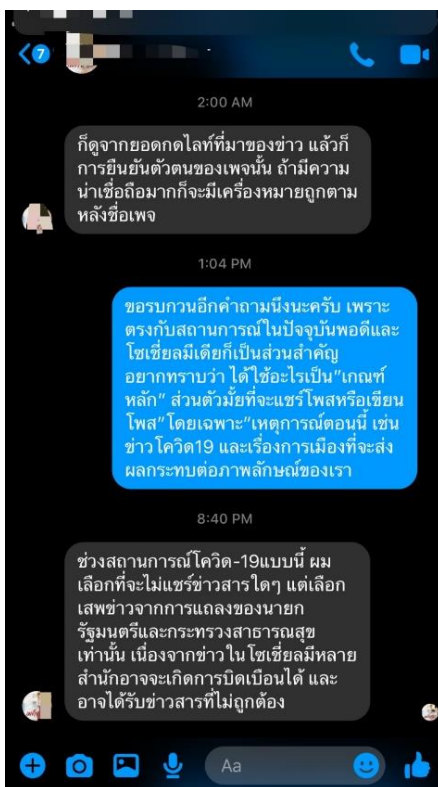 7
2:00 AM
ก็ดูจากยอดกดไลท์ที่มาของข่าว แล้วก็
การยืนยันตัวตนของเพจนั้น ถ้ามีความ
น่าเชื่อถือมากก็จะมีเครื่องหมายถูกตาม
หลังชื่อเพจ
1:04 PM
ขอรบกวนอีกคำถามนึงนะครับ เพราะ
ตรงกับสถานการณ์ในปัจจุบันพอดีและ
โซเชี่ยลมีเดียก็เป็นส่วนสำคัญ
อยากทราบว่า ได้ใช้อะไรเป็น"เกณฑ์
หลัก" ส่วนตัวมั้ยที่จะแชร์โพสหรือเขียน
โพส" โดยเฉพาะ"เหตุการณ์ตอนนี้ เช่น
ข่าวโควิด19 และเรื่องการเมืองที่จะส่ง
ผลกระทบต่อภาพลักษณ์ของเรา
8:40 PM
ช่วงสถานการณ์โควิด-19แบบนี้ ผม
เลือกที่จะไม่แชร์ข่าวสารใดๆ แต่เลือก
เสพข่าวจากการแถลงของนายก
รัฐมนตรีและกระทรวงสาธารณสุข
เท่านั้น เนื่องจากข่าวในโซเชี่ยลมีหลาย
สำนักอาจจะเกิดการบิดเบือนได้ และ
อาจได้รับข่าวสารที่ไม่ถูกต้อง
Aa